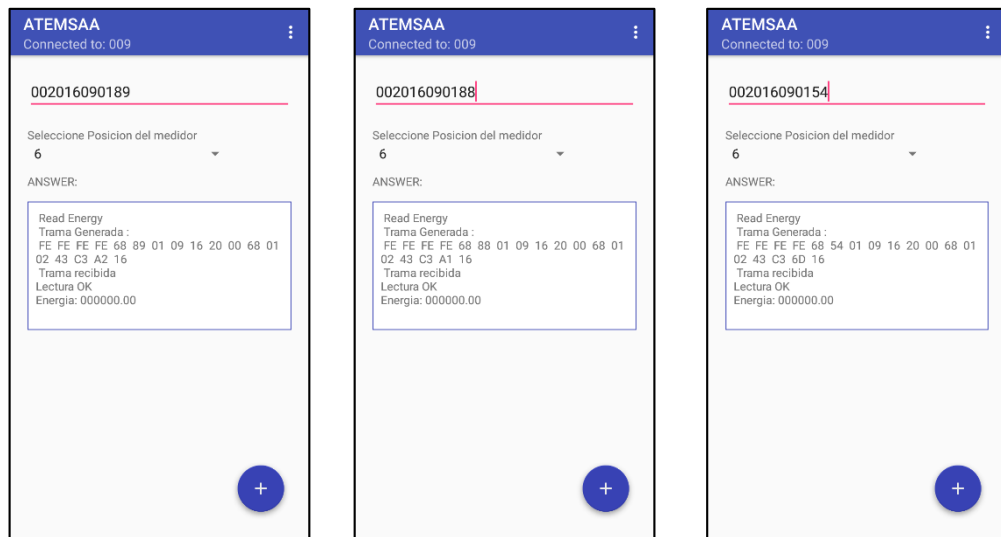 ATEMSAA
Connected to: 009
002016090189
Seleccione Posicion del medidor
6
ANSWER:
Read Energy
Trama Generada :
FE FE FE FE 68 89 01 09 16 20 00 68 01
02 43 C3 A2 16
Trama recibida
Lectura OK
Energia: 000000.00
+
ATEMSAA
Connected to: 009
002016090188
Seleccione Posicion del medidor
6
ANSWER:
Read Energy
Trama Generada :
FE FE FE FE 68 88 01 09 16 20 00 68 01
02 43 C3 A1 16
Trama recibida
Lectura OK
Energia: 000000.00
+
ATEMSAA
Connected to: 009
002016090154
Seleccione Posicion del medidor
6
ANSWER:
Read Energy
Trama Generada :
FE FE FE FE 68 54 01 09 16 20 00 68 01
02 43 C3 6D 16
Trama recibida
Lectura OK
Energia: 000000.00
+